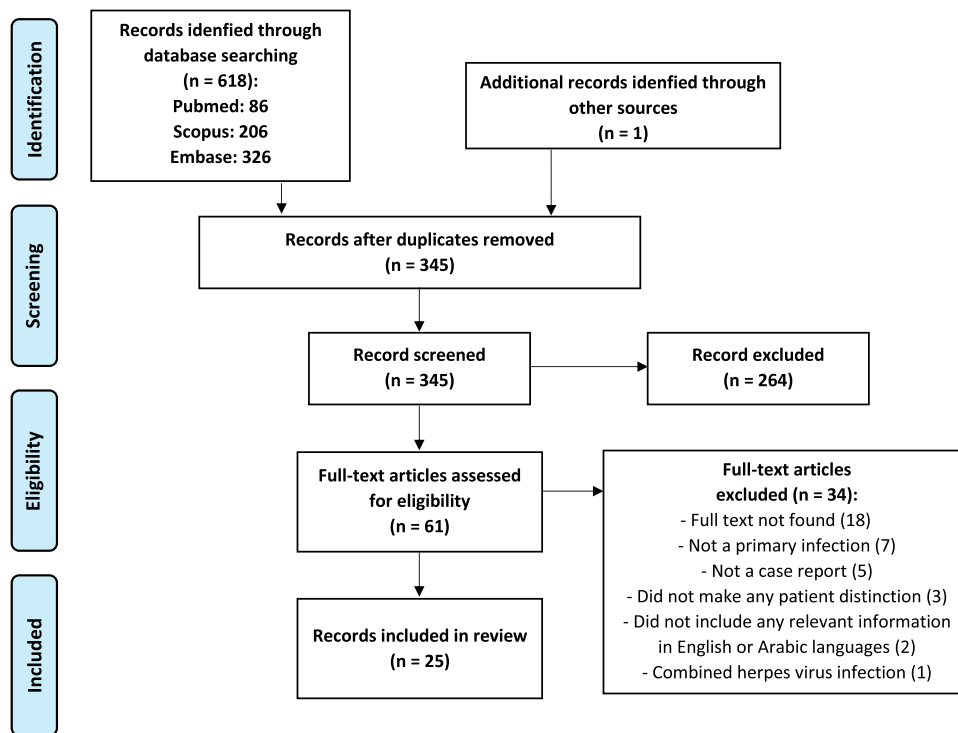 Identification
Records idenfied through
database searching
(n = 618):
Pubmed: 86
Scopus: 206
Embase: 326
Additional records idenfied through
other sources
(n = 1)
Screening
Records after duplicates removed
(n = 345)
Record screened
(n = 345)
Record excluded
(n = 264)
Eligibility
Full-text articles assessed
for eligibility
(n = 61)
Full-text articles
excluded (n = 34):
- Full text not found (18)
- Not a primary infection (7)
- Not a case report (5)
- Did not make any patient distinction (3)
- Did not include any relevant information
in English or Arabic languages (2)
- Combined herpes virus infection (1)
Included
Records included in review
(n = 25)